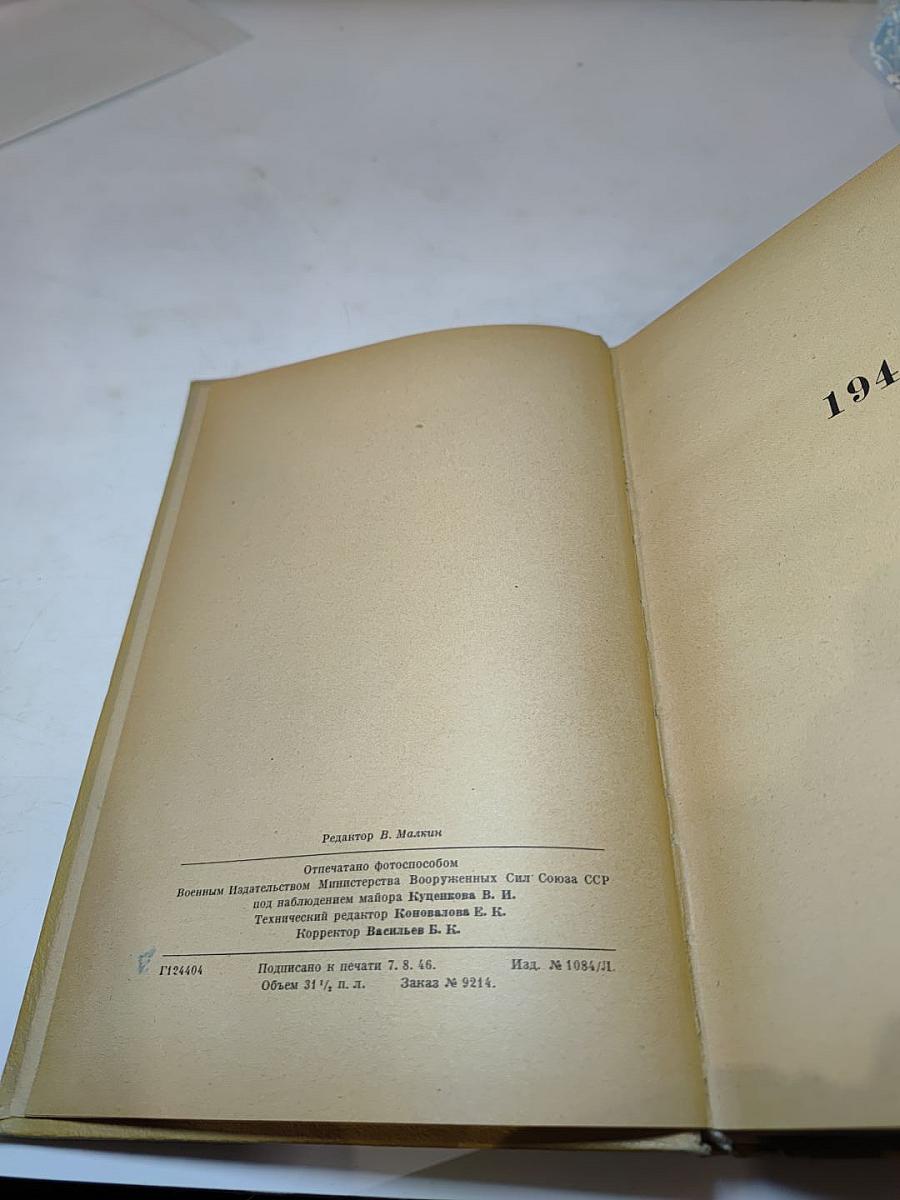 Редактор В. Малкин
Отпечатано фотоспособом
Военным Издательством Министерства Вооруженных Сил Союза ССР
под наблюдением майора Куценкова В. И.
Технический редактор Коновалова Е. К.
Корректор Васильев Б. К.
Г124404 Подписано к печати 7. 8. 46. Изд. № 1084/Л.
Объем 31 1/2 п. л. Заказ № 9214.
194